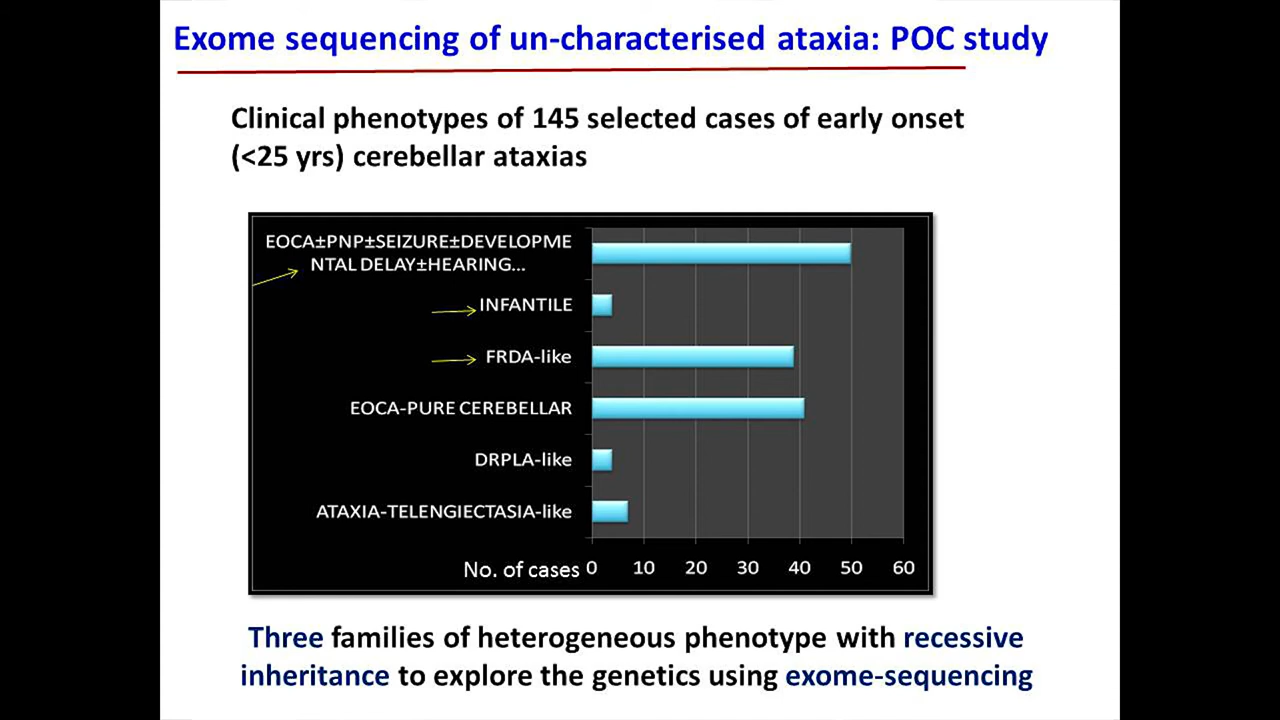 Exome sequencing of un-characterised ataxia: POC study
Clinical phenotypes of 145 selected cases of early onset
(<25 yrs) cerebellar ataxias
EOCA±PNP±SEIZURE±DEVELOPME
NTAL DELAY±HEARING...
INFANTILE
FRDA-like
EOCA-PURE CEREBELLAR
DRPLA-like
ATAXIA-TELENGIECTASIA-like
No. of cases 0 10 20 30 40 50 60
Three families of heterogeneous phenotype with recessive
inheritance to explore the genetics using exome-sequencing